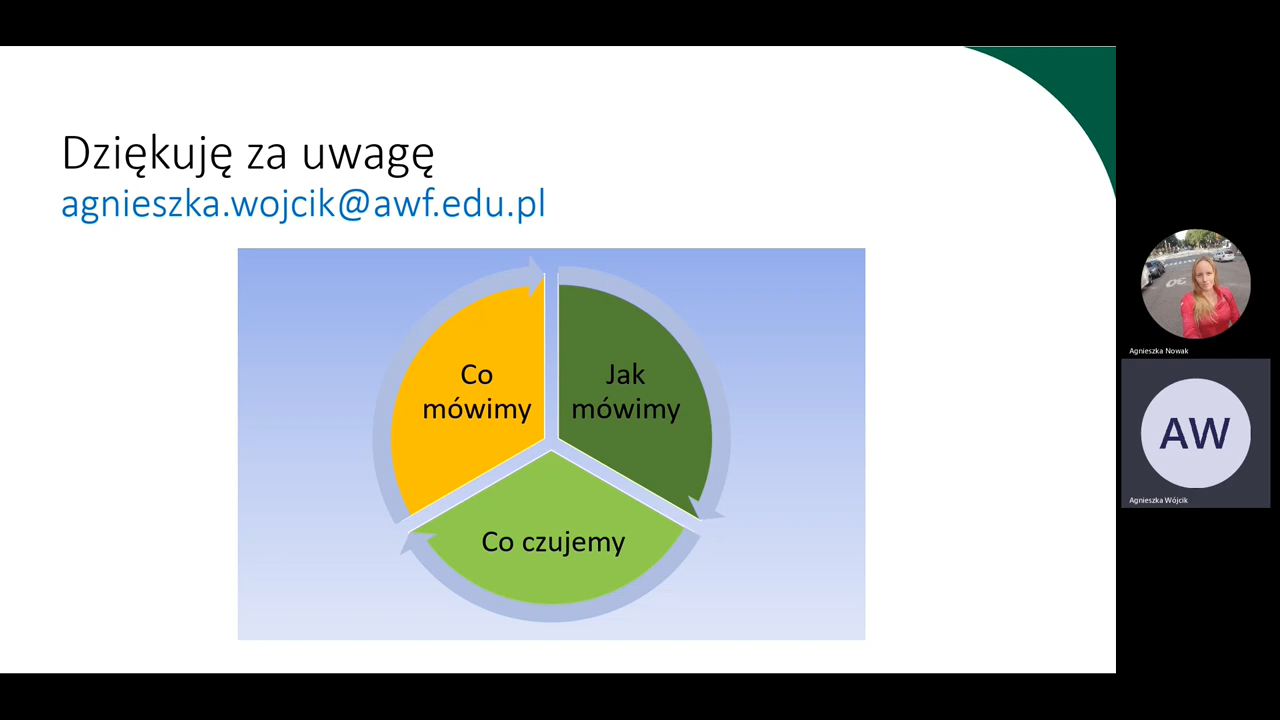 Dziękuję za uwagę
agnieszka.wojcik@awf.edu.pl
Co
mówimy
Jak
mówimy
Co czujemy
Agnieszka Nowak
AW
Agnieszka Wójcik